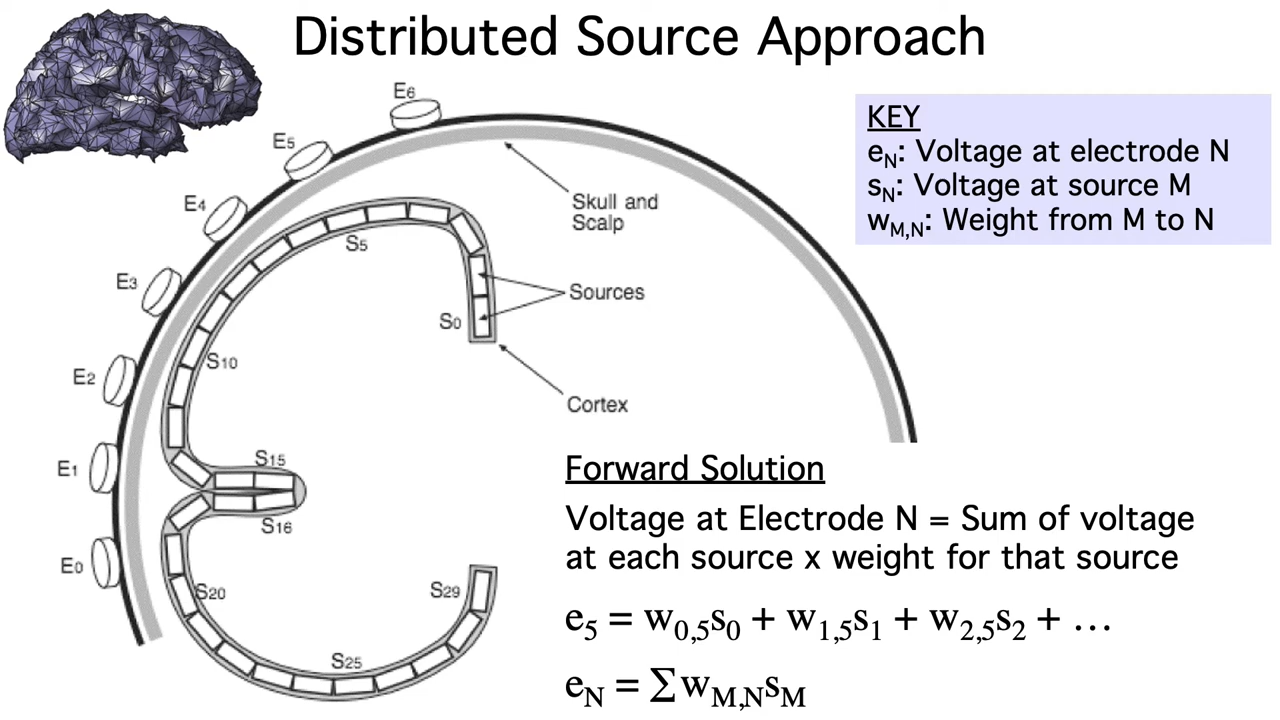 Distributed Source Approach
KEY
eN: Voltage at electrode N
sN: Voltage at source M
wM,N: Weight from M to N
E6
E5
E4
E3
E2
E1
E0
Skull and
Scalp
S5
Sources
S0
S10
Cortex
S15
S16
S20
S29
S25
Forward Solution
Voltage at Electrode N = Sum of voltage
at each source x weight for that source
e5 = w0,5s0 + w1,5s1 + w2,5s2 + …
eN = ∑wM,NsM